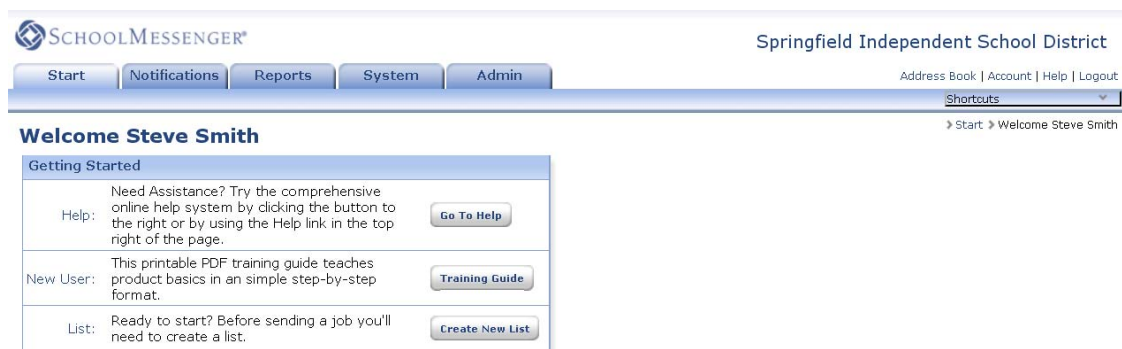 SCHOOLMESSENGER®
Springfield Independent School District
Start Notifications Reports System Admin
Address Book | Account | Help | Logout
Shortcuts
Start Welcome Steve Smith
Welcome Steve Smith
Getting Started
Help:
Need Assistance? Try the comprehensive
online help system by clicking the button to
the right or by using the Help link in the top
right of the page.
Go To Help
New User:
This printable PDF training guide teaches
product basics in an simple step-by-step
format.
Training Guide
List:
Ready to start? Before sending a job you'll
need to create a list.
Create New List